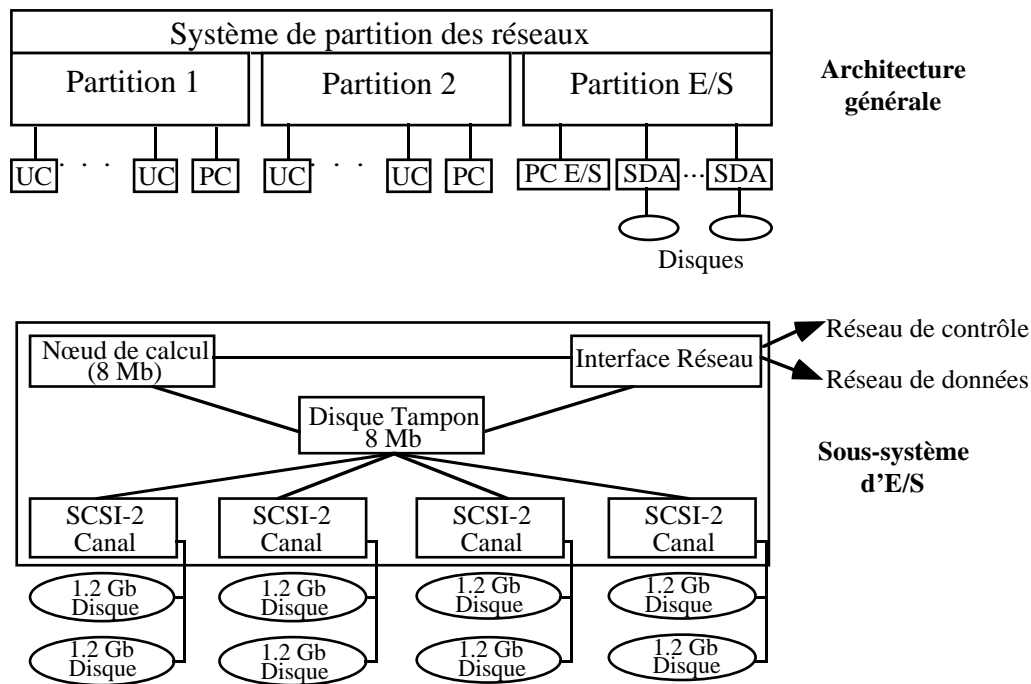 Système de partition des réseaux
Partition 1
Partition 2
Partition E/S
Architecture
générale
UC . . . UC PC UC . . . UC PC PC E/S SDA ... SDA
Disques
Nœud de calcul
(8 Mb)
Interface Réseau
Réseau de contrôle
Réseau de données
Disque Tampon
8 Mb
Sous-système
d'E/S
SCSI-2
Canal
SCSI-2
Canal
SCSI-2
Canal
SCSI-2
Canal
1.2 Gb
Disque
1.2 Gb
Disque
1.2 Gb
Disque
1.2 Gb
Disque
1.2 Gb
Disque
1.2 Gb
Disque
1.2 Gb
Disque
1.2 Gb
Disque